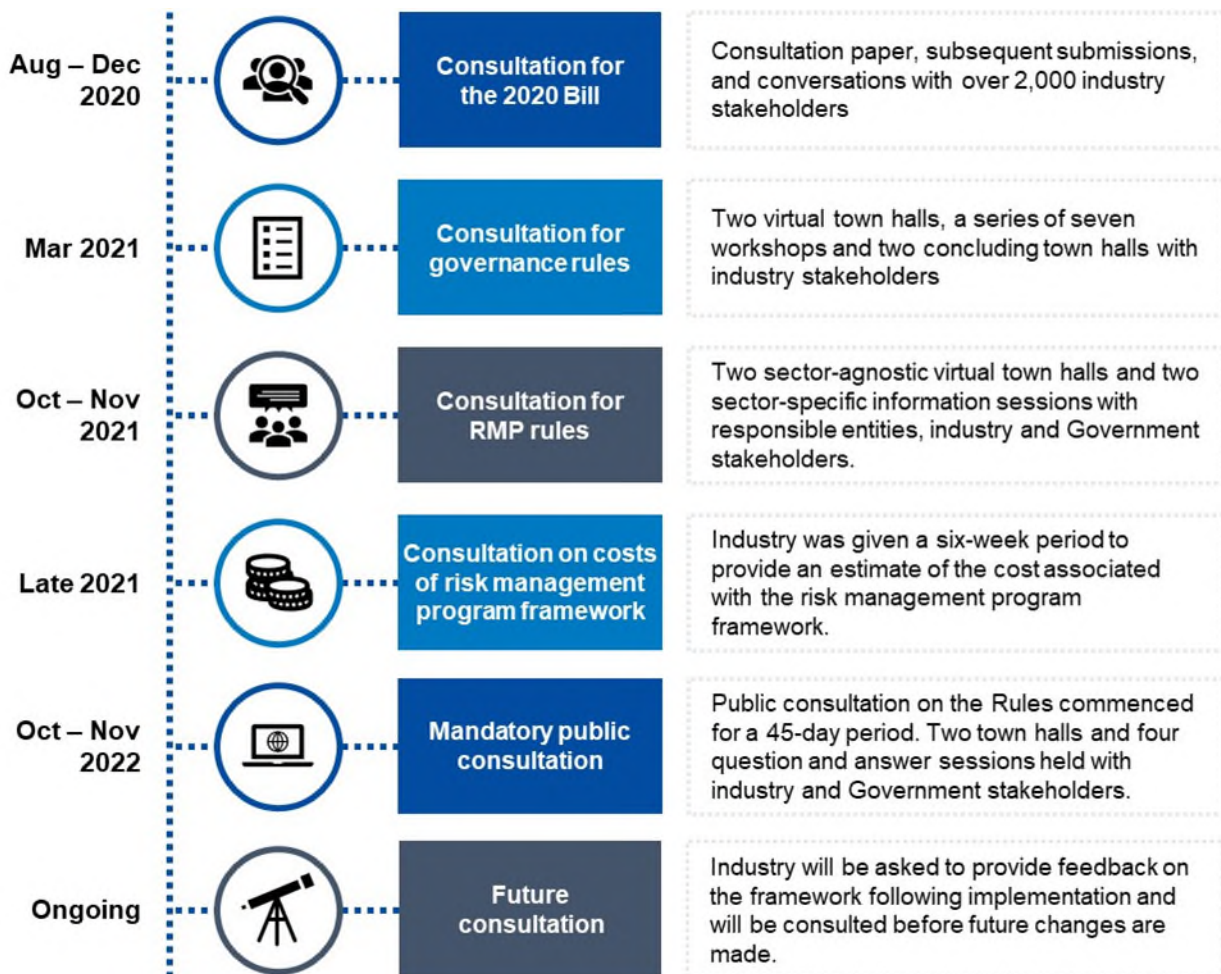 Aug – Dec
2020
Consultation for
the 2020 Bill
Consultation paper, subsequent submissions,
and conversations with over 2,000 industry
stakeholders
Mar 2021
Consultation for
governance rules
Two virtual town halls, a series of seven
workshops and two concluding town halls with
industry stakeholders
Oct – Nov
2021
Consultation for
RMP rules
Two sector-agnostic virtual town halls and two
sector-specific information sessions with
responsible entities, industry and Government
stakeholders.
Late 2021
Consultation on costs
of risk management
program framework
Industry was given a six-week period to
provide an estimate of the cost associated
with the risk management program
framework.
Oct – Nov
2022
Mandatory public
consultation
Public consultation on the Rules commenced
for a 45-day period. Two town halls and four
question and answer sessions held with
industry and Government stakeholders.
Ongoing
Future
consultation
Industry will be asked to provide feedback on
the framework following implementation and
will be consulted before future changes are
made.